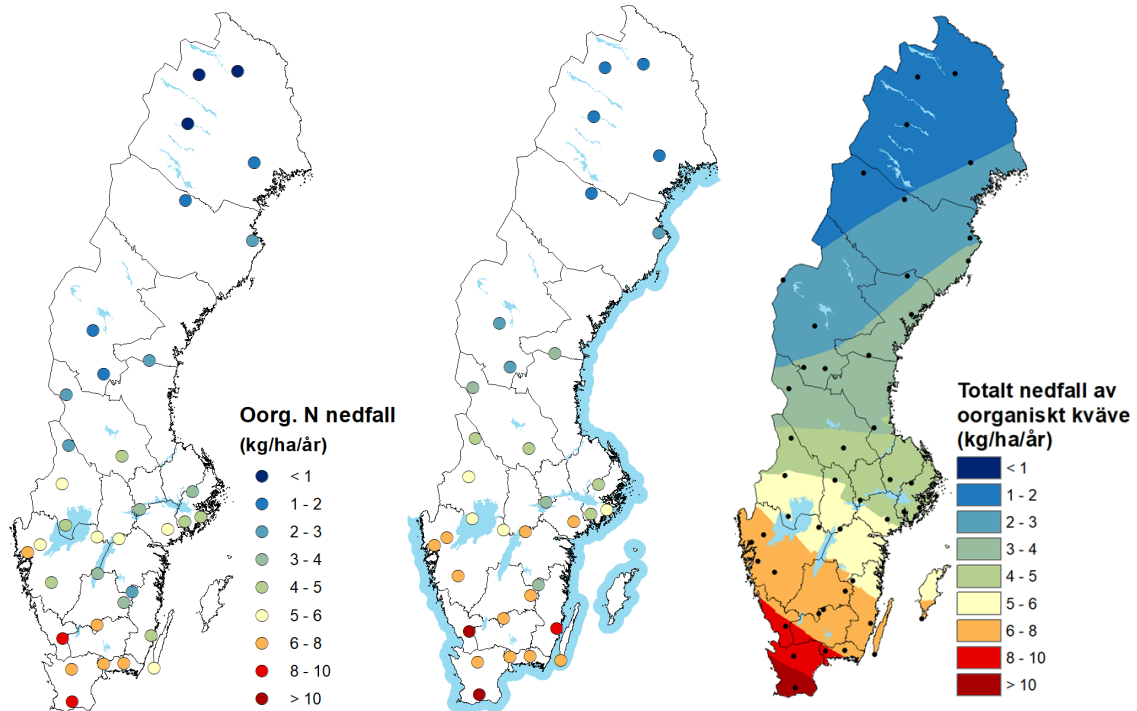 Oorg. N nedfall
(kg/ha/år)
< 1
1 - 2
2 - 3
3 - 4
4 - 5
5 - 6
6 - 8
8 - 10
> 10
Totalt nedfall av
oorganiskt kväve
(kg/ha/år)
< 1
1 - 2
2 - 3
3 - 4
4 - 5
5 - 6
6 - 8
8 - 10
> 10